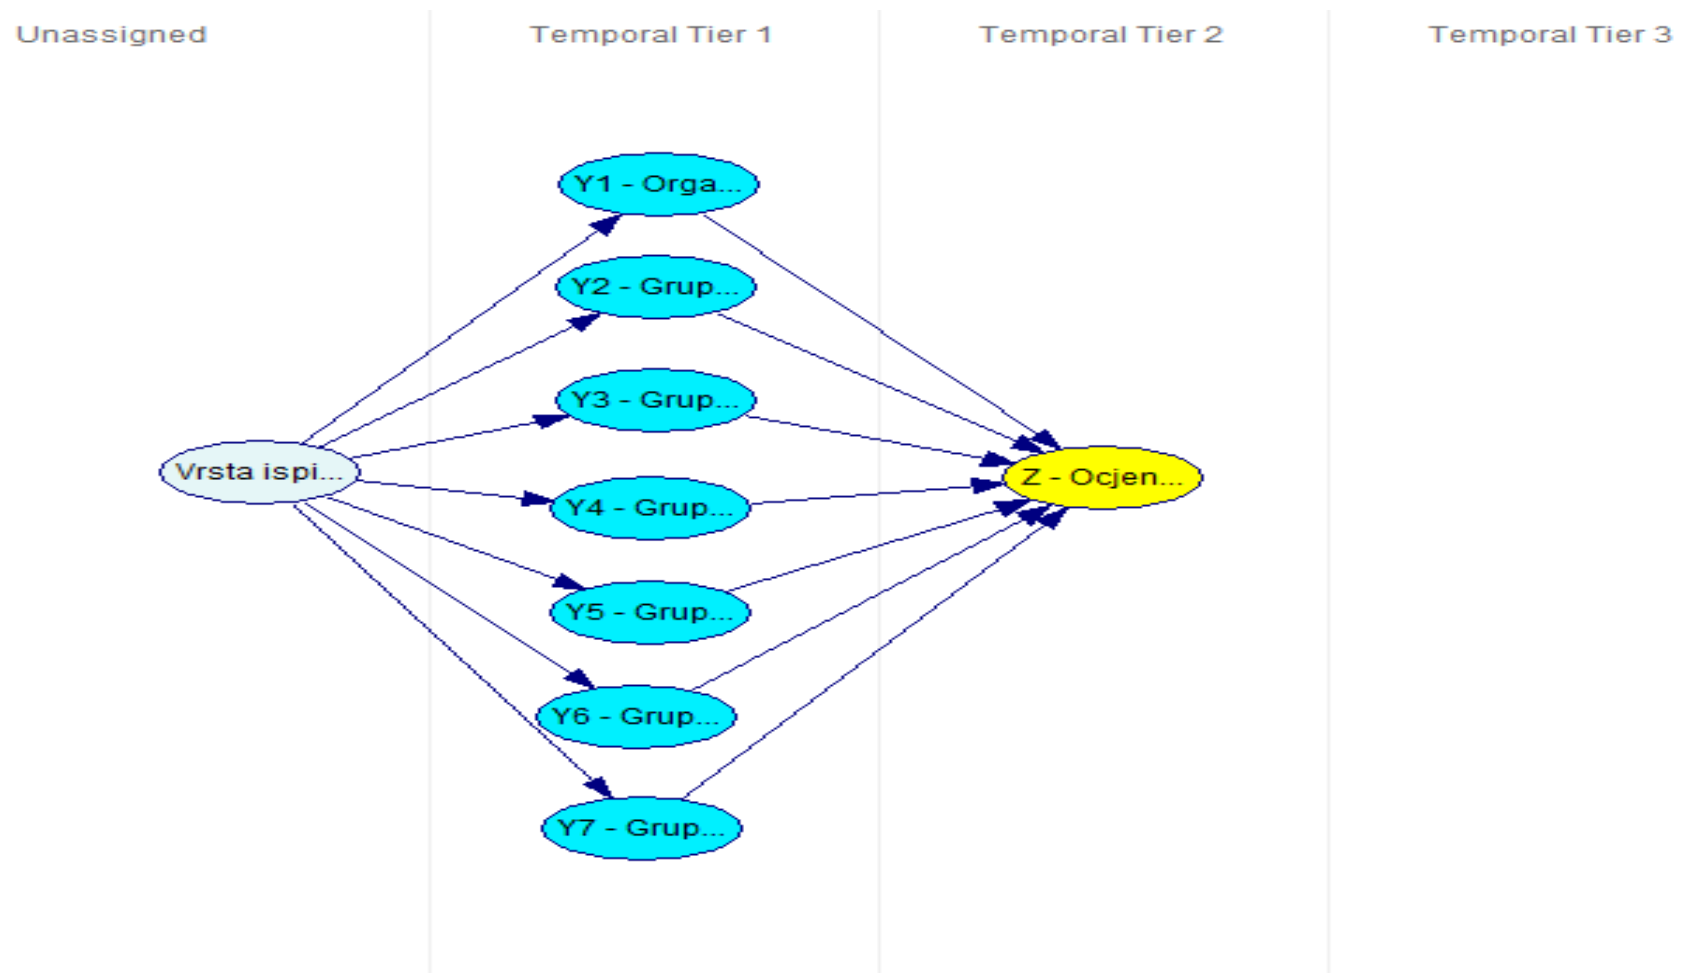 Unassigned
Temporal Tier 1
Temporal Tier 2
Temporal Tier 3
Y1 - Orga...
Y2 - Grup...
Y3 - Grup...
Vrsta ispi...
Z - Ocjen...
Y4 - Grup...
Y5 - Grup...
Y6 - Grup...
Y7 - Grup...